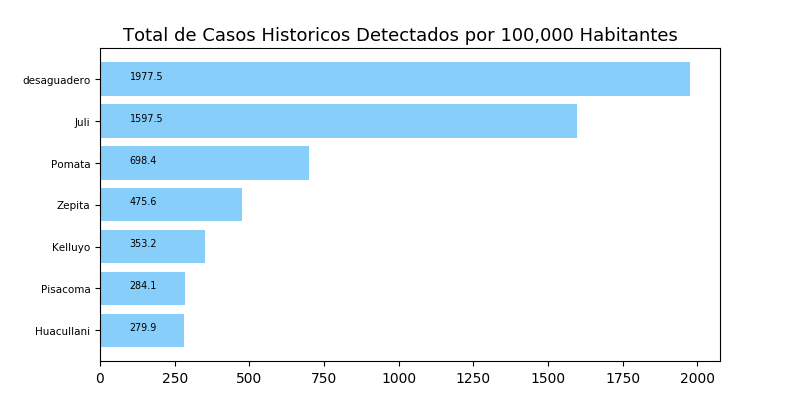 Total de Casos Historicos Detectados por 100,000 Habitantes
desaguadero 1977.5
Juli 1597.5
Pomata 698.4
Zepita 475.6
Kelluyo 353.2
Pisacoma 284.1
Huacullani 279.9
0 250 500 750 1000 1250 1500 1750 2000